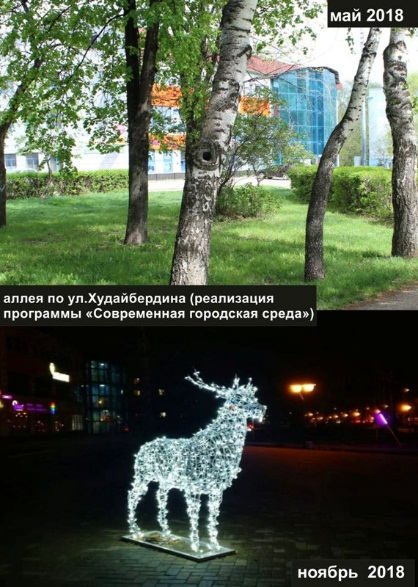 май 2018
аллея по ул.Худайбердина (реализация
программы «Современная городская среда»)
ноябрь 2018